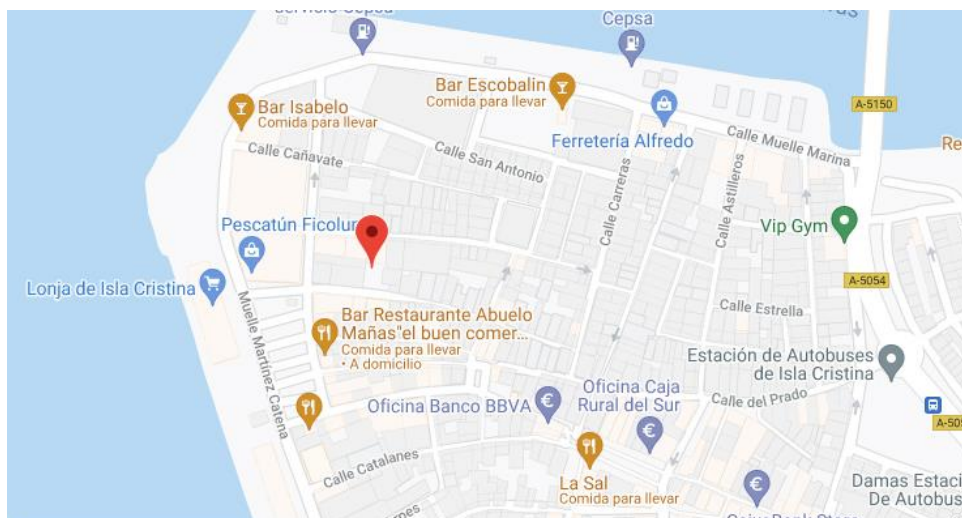 Servicio Cepsa
Cepsa
Bar Escobalin
Comida para llevar
A-5150
Bar Isabelo
Comida para llevar
Ferretería Alfredo
Calle Muelle Marina
Re
Calle Cañavate
Calle San Antonio
Calle Carreras
Calle Astilleros
Pescatún Ficolur
Vip Gym
Lonja de Isla Cristina
A-5054
Muelle Martínez Catena
Bar Restaurante Abuelo
Mañas"el buen comer...
Comida para llevar
• A domicilio
Calle Estrella
Estación de Autobuses
de Isla Cristina
Oficina Banco BBVA
Oficina Caja
Rural del Sur
Calle del Prado
A-505
Calle Catalanes
La Sal
Comida para llevar
Damas Estaci
De Autobus